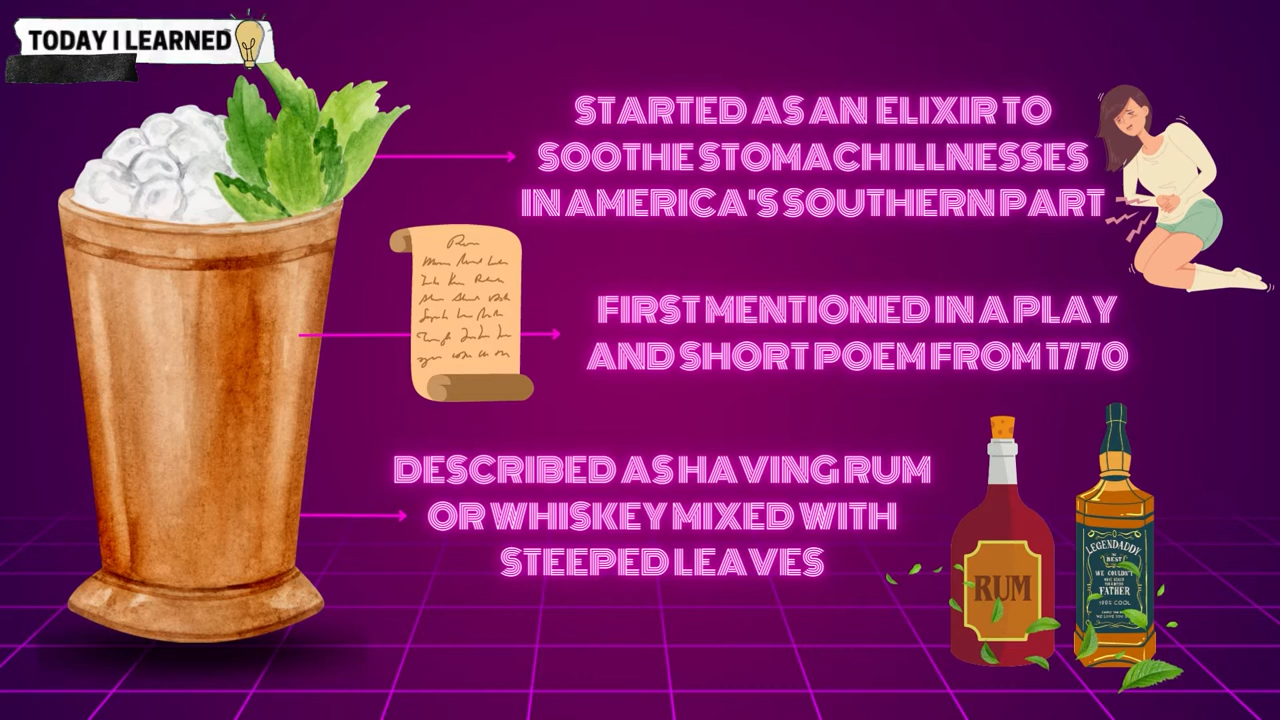 TODAY I LEARNED
STARTED AS AN ELIXIR TO
SOOTHE STOMACH ILLNESSES
IN AMERICA'S SOUTHERN PART
FIRST MENTIONED IN A PLAY
AND SHORT POEM FROM 1770
DESCRIBED AS HAVING RUM
OR WHISKEY MIXED WITH
STEEPED LEAVES
RUM
LEGENDADDY
BEST
WE COULDN'T
FATHER
100% COOL